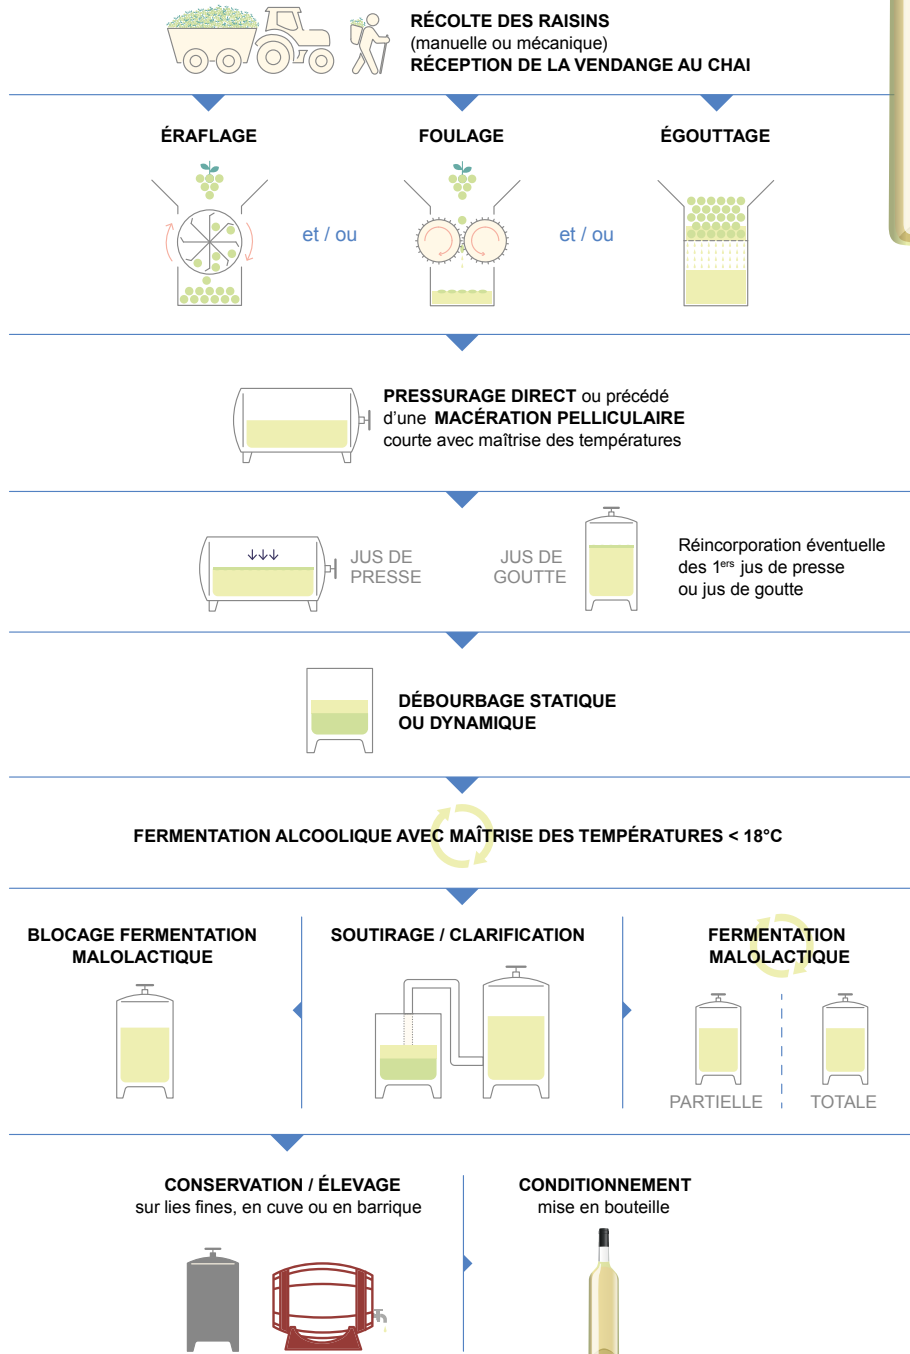 RÉCOLTE DES RAISINS
(manuelle ou mécanique)
RÉCEPTION DE LA VENDANGE AU CHAI
ÉRAFLAGE
FOULAGE
ÉGOUTTAGE
et / ou
et / ou
PRESSURAGE DIRECT ou précédé
d'une MACÉRATION PELLICULAIRE
courte avec maîtrise des températures
JUS DE
PRESSE
JUS DE
GOUTTE
Réincorporation éventuelle
des 1ers jus de presse
ou jus de goutte
DÉBOURBAGE STATIQUE
OU DYNAMIQUE
FERMENTATION ALCOOLIQUE AVEC MAÎTRISE DES TEMPÉRATURES < 18°C
BLOCAGE FERMENTATION
MALOLACTIQUE
SOUTIRAGE / CLARIFICATION
FERMENTATION
MALOLACTIQUE
PARTIELLE
TOTALE
CONSERVATION / ÉLEVAGE
sur lies fines, en cuve ou en barrique
CONDITIONNEMENT
mise en bouteille